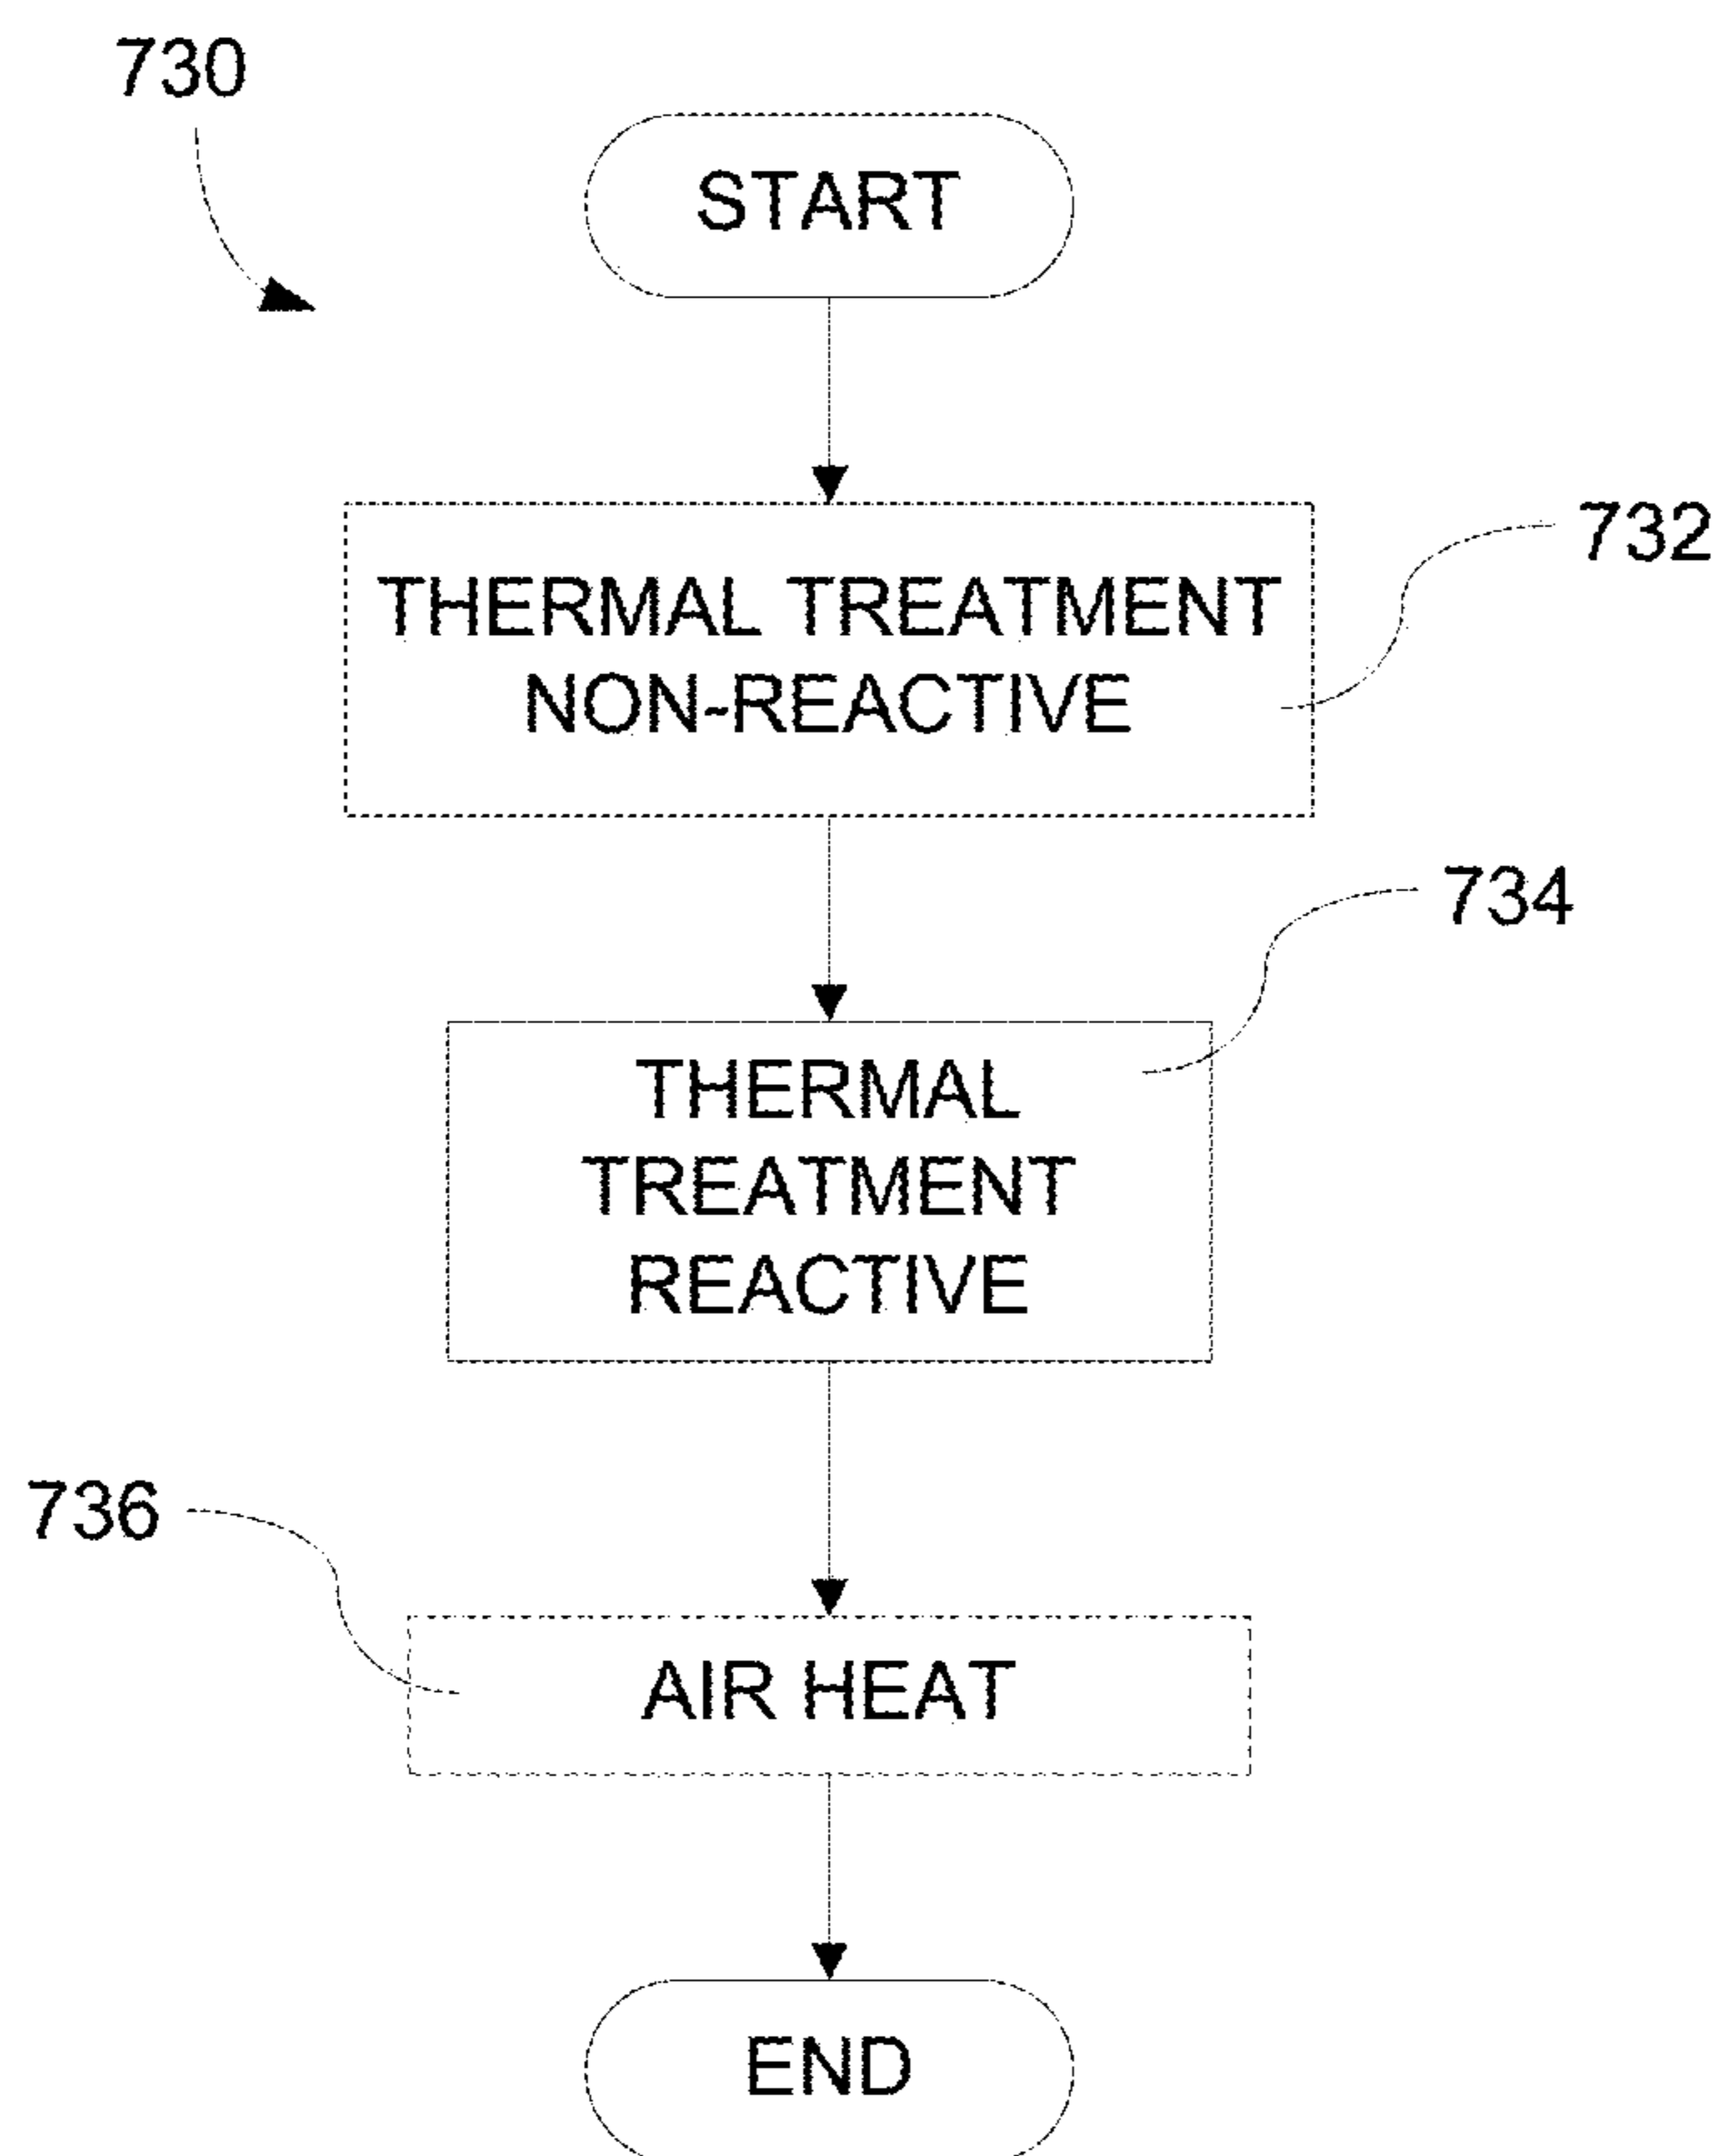 730
START
THERMAL TREATMENT
NON-REACTIVE
732
734
THERMAL
TREATMENT
REACTIVE
736
AIR HEAT
END